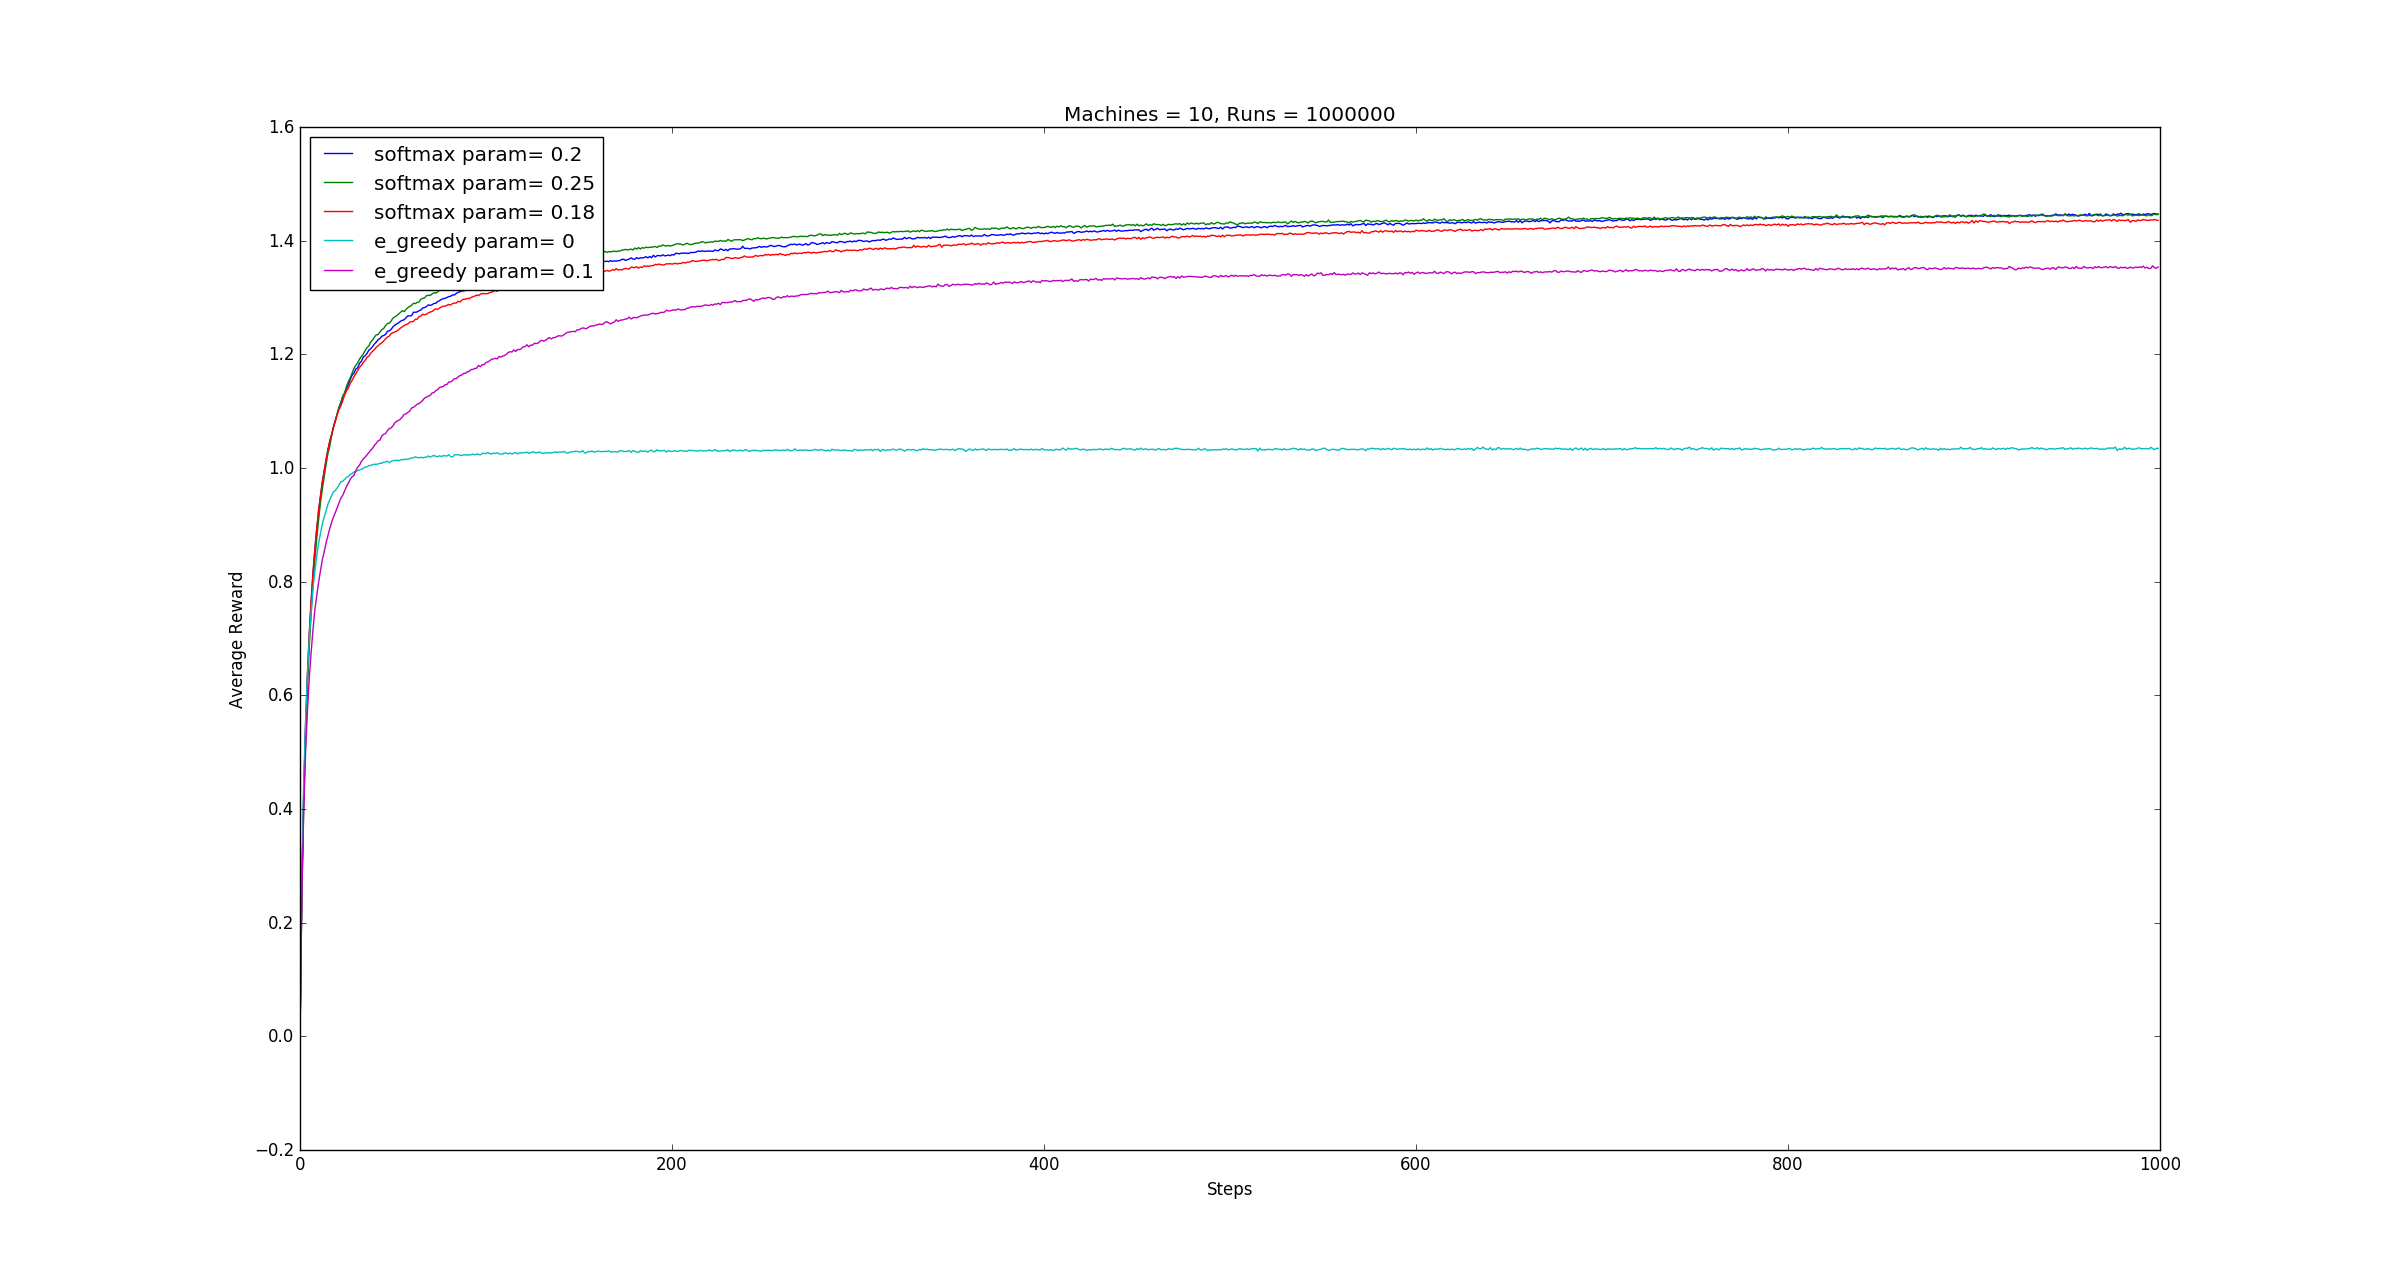 Machines = 10, Runs = 1000000
1.6
softmax param= 0.2
softmax param= 0.25
softmax param= 0.18
e_greedy param= 0
e_greedy param= 0.1
1.4
1.2
1.0
0.8
0.6
0.4
0.2
0.0
−0.2
Average Reward
0 200 400 600 800 1000
Steps